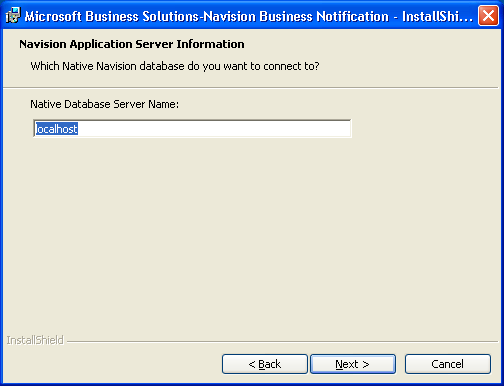 Microsoft Business Solutions-Navision Business Notification - InstallShi...
Navision Application Server Information
Which Native Navision database do you want to connect to?
Native Database Server Name:
localhost
InstallShield
< Back
Next >
Cancel